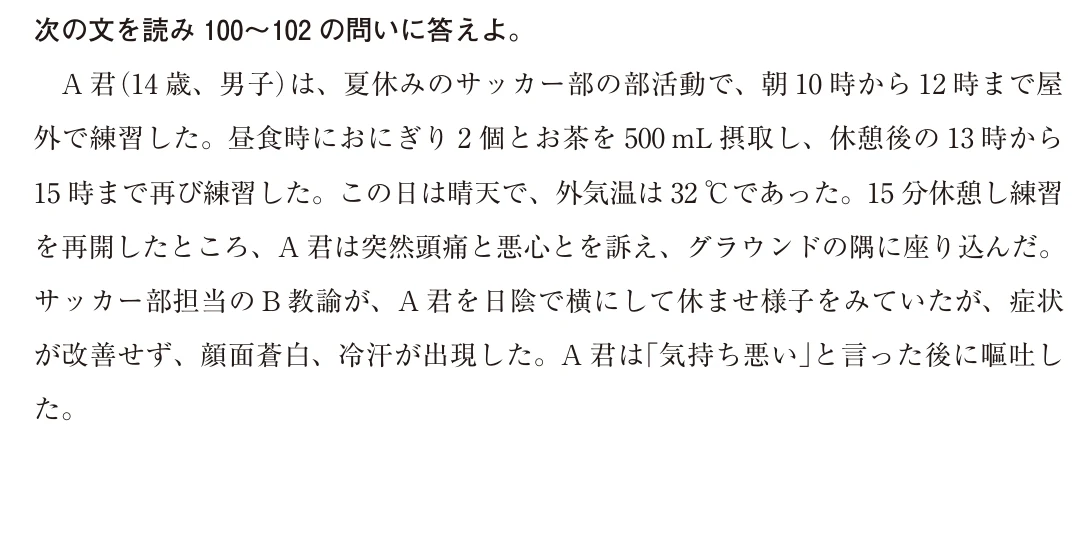 次の文を読み 100～102 の問いに答えよ。
A 君(14 歳、男子)は、夏休みのサッカー部の部活動で、朝 10 時から 12 時まで屋
外で練習した。昼食時におにぎり 2 個とお茶を 500 mL 摂取し、休憩後の 13 時から
15 時まで再び練習した。この日は晴天で、外気温は 32 ℃であった。15 分休憩し練習
を再開したところ、A 君は突然頭痛と悪心とを訴え、グラウンドの隅に座り込んだ。
サッカー部担当の B 教諭が、A 君を日陰で横にして休ませ様子をみていたが、症状
が改善せず、顔面蒼白、冷汗が出現した。A 君は「気持ち悪い」と言った後に嘔吐し
た。